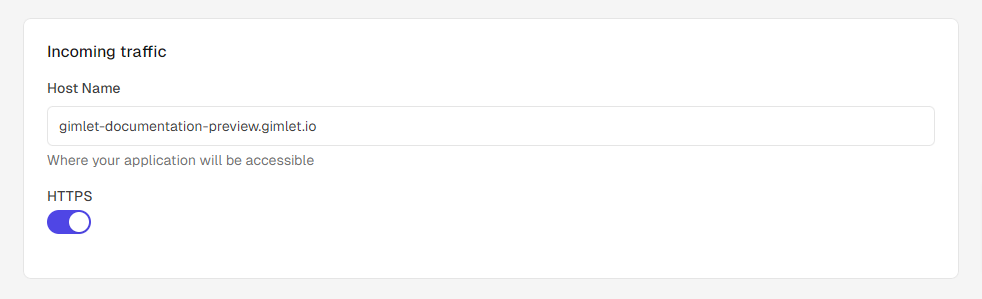 Incoming traffic
Host Name
gimlet-documentation-preview.gimlet.io
Where your application will be accessible
HTTPS